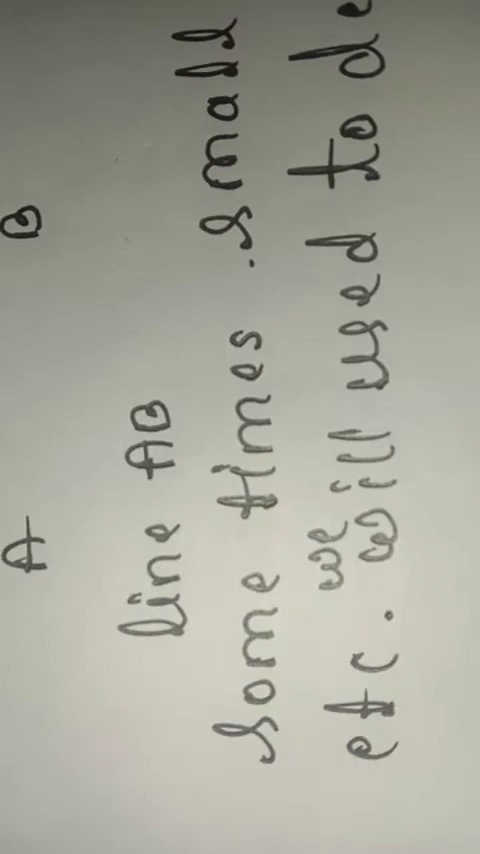 A B
line AB
Some times . Small
we
etc. will used to de